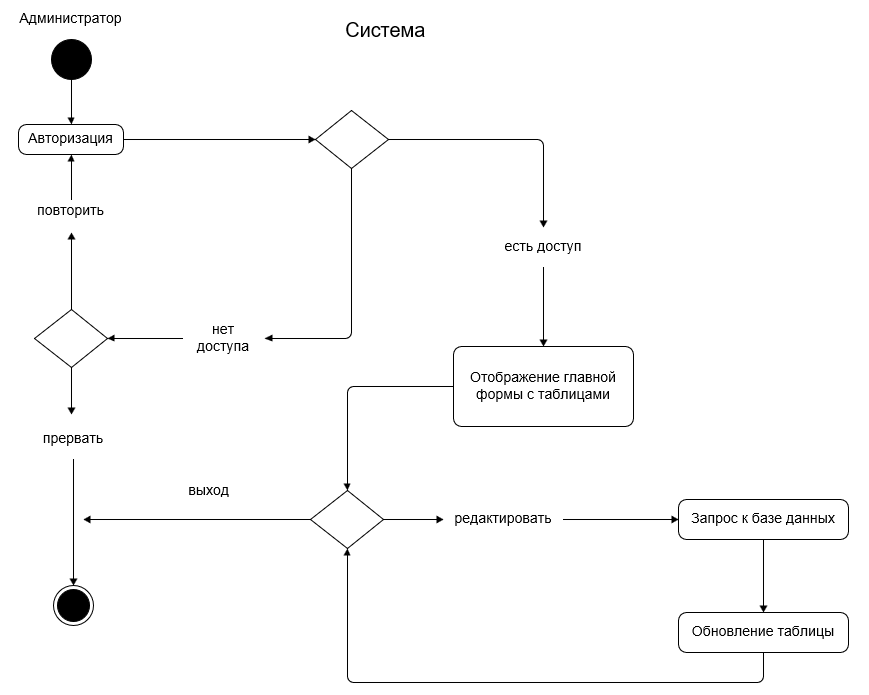 Администратор
Система
Авторизация
повторить
есть доступ
нет
доступа
Отображение главной
формы с таблицами
прервать
выход
редактировать
Запрос к базе данных
Обновление таблицы